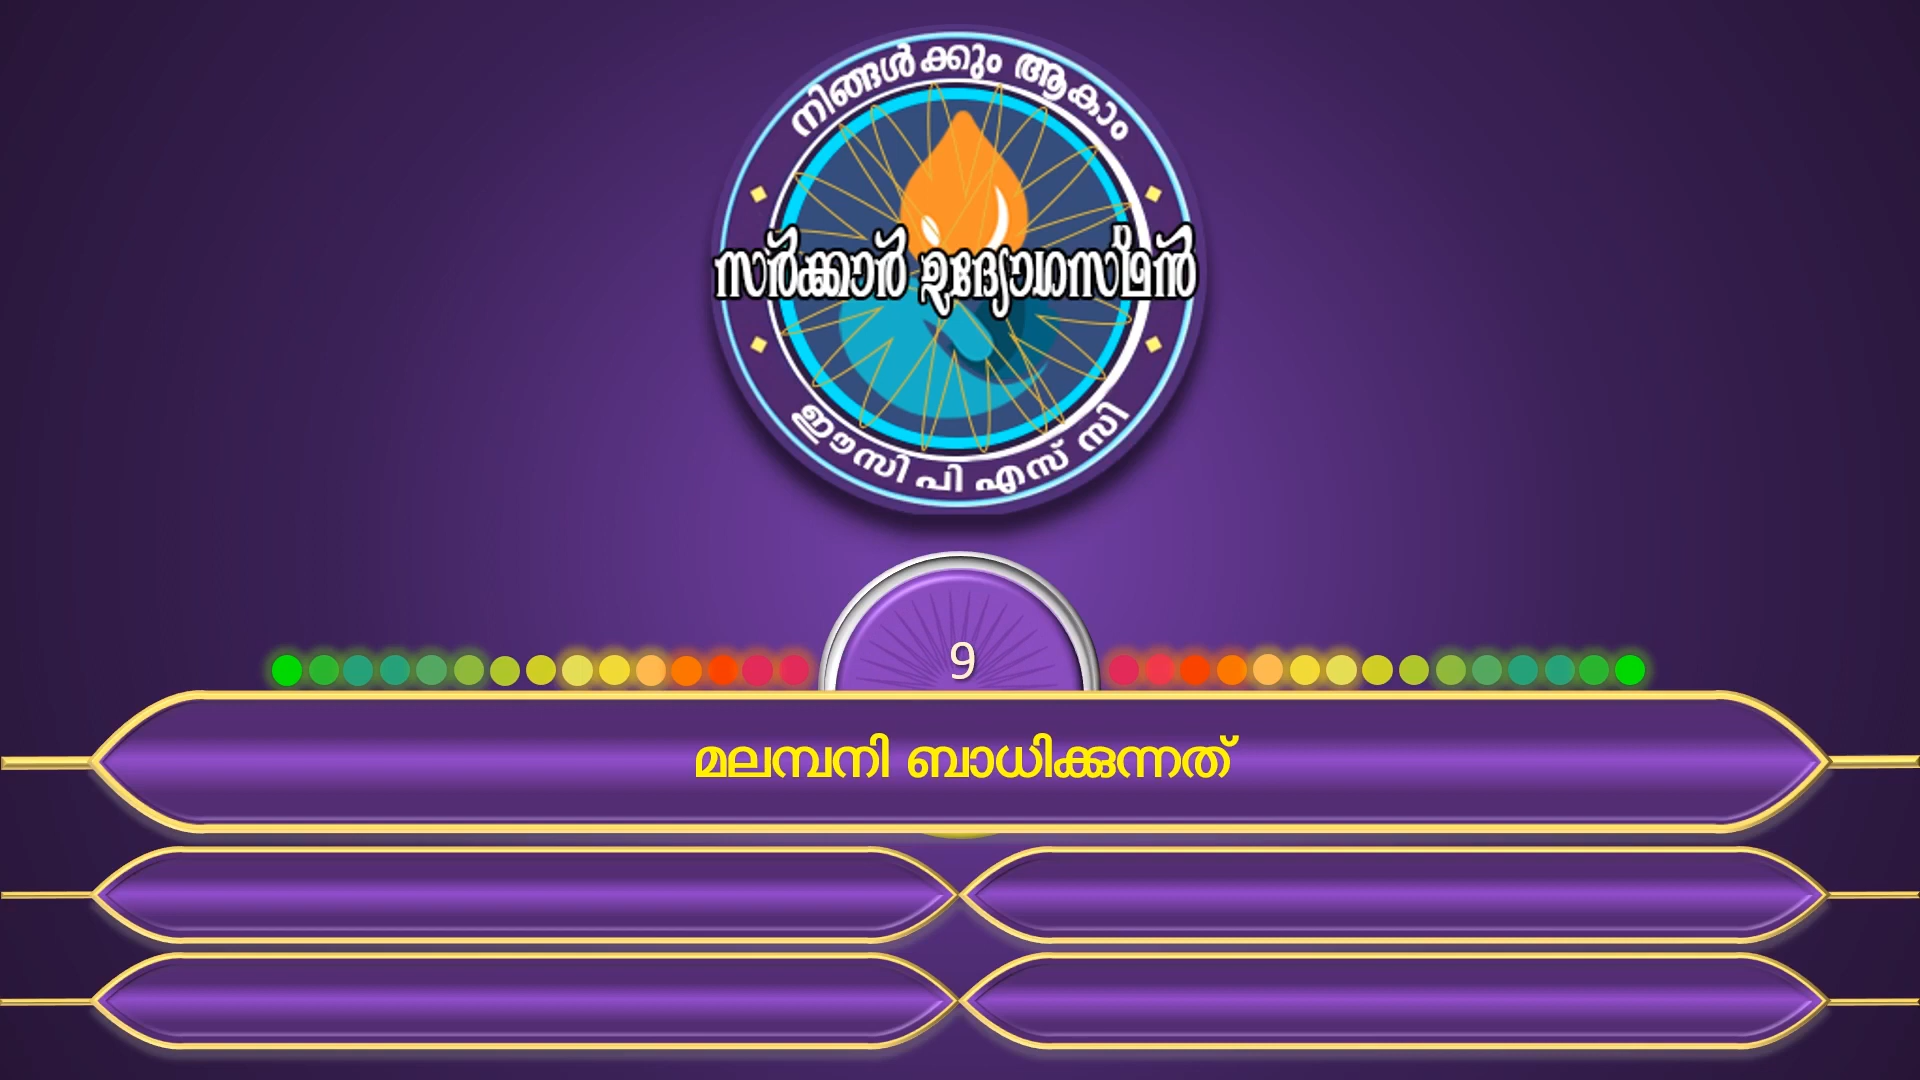 നിങ്ങൾക്കും ആകാം
സർക്കാർ ഉദ്യോഗസ്ഥൻ
ഈസി പി എസ് സി
9
മലമ്പനി ബാധിക്കുന്നത്